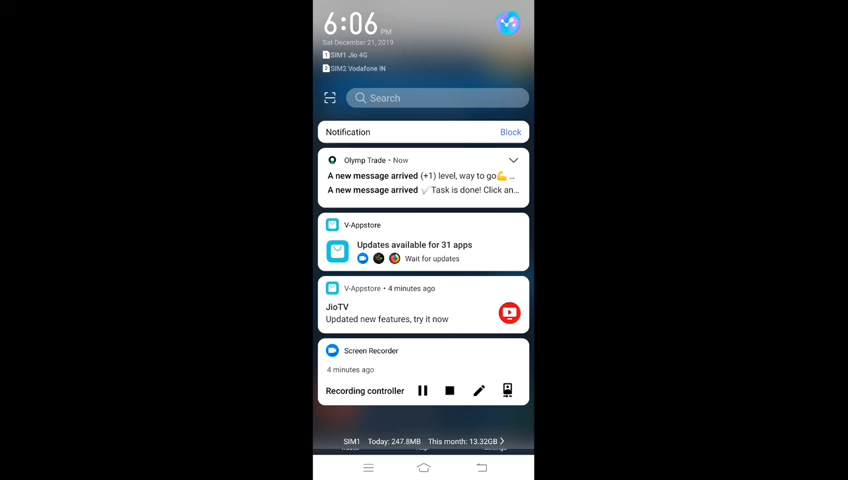 6:06 PM
Sat December 21, 2019
1 SIM1 Jio 4G
2 SIM2 Vodafone IN
Search
Notification Block
Olymp Trade • Now
A new message arrived (+1) level, way to go💪 ...
A new message arrived ✔️Task is done! Click an...
V-Appstore
Updates available for 31 apps
Wait for updates
V-Appstore • 4 minutes ago
JioTV
Updated new features, try it now
Screen Recorder
4 minutes ago
Recording controller
SIM1 Today: 247.8MB This month: 13.32GB